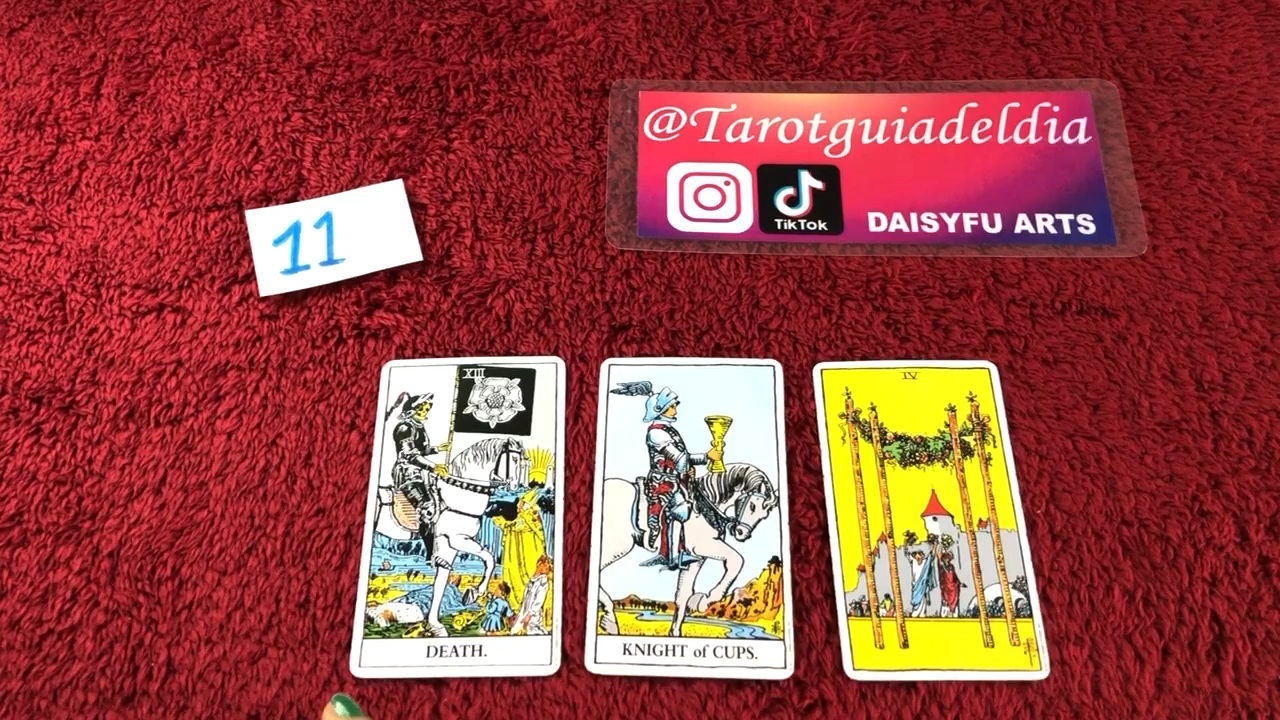 @Tarotguiadeldia
TikTok
DAISYFU ARTS
11
XIII
IV
DEATH.
KNIGHT of CUPS.